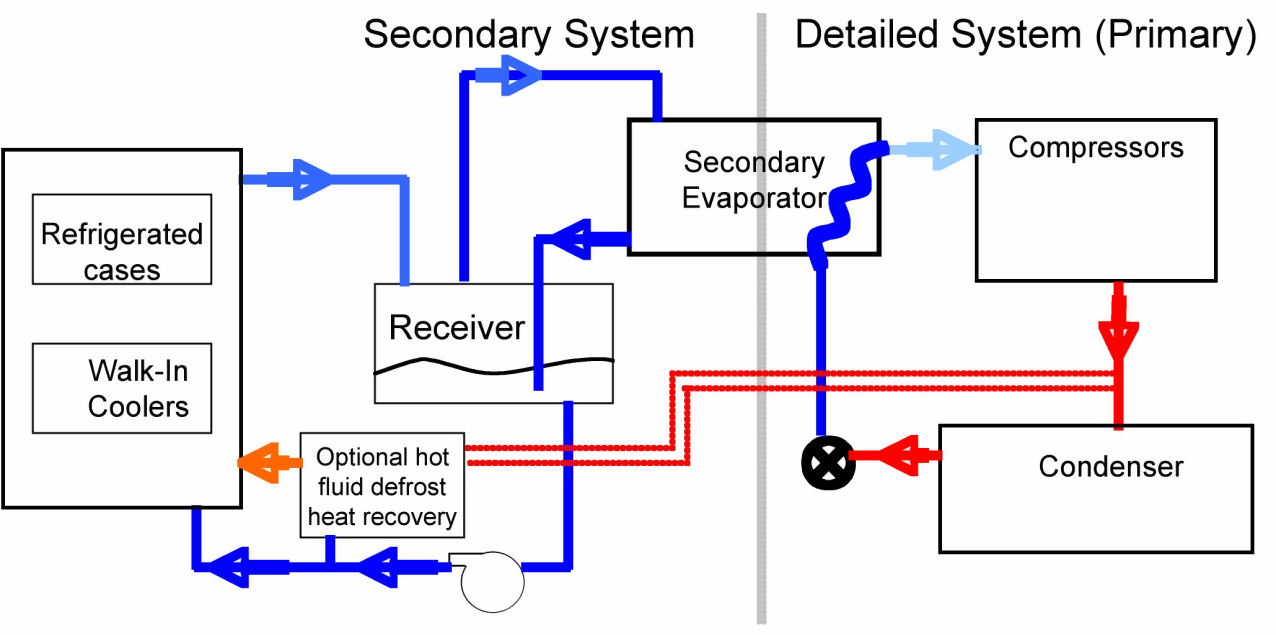 Secondary System
Detailed System (Primary)
Secondary
Evaporator
Compressors
Refrigerated
cases
Receiver
Walk-In
Coolers
Optional hot
fluid defrost
heat recovery
Condenser